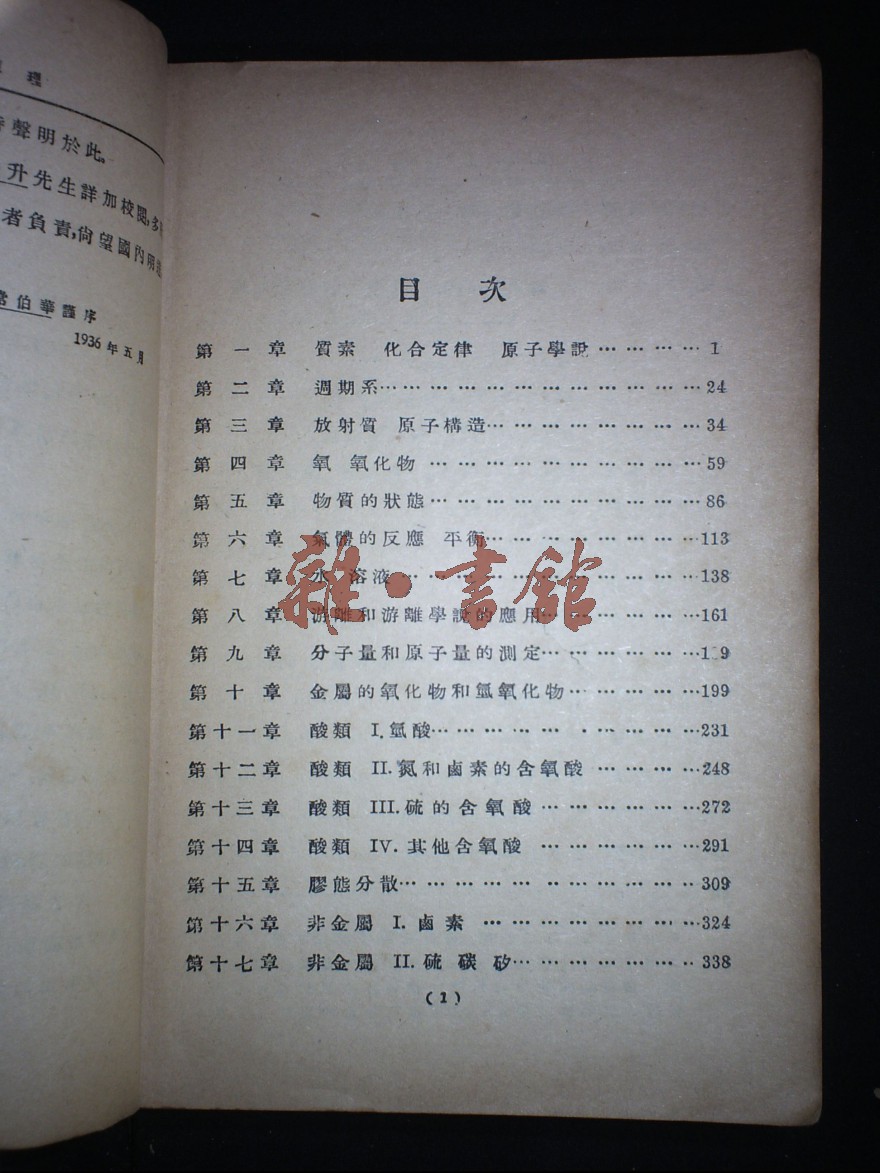 理
聲明於此。
升先生詳加校閱,多
者負責,尙望國內明達
伯華謹序
1936年五月
目 次
第一章 質素 化合定律 原子學說………………1
第二章 週期系………………24
第三章 放射質 原子構造………………34
第四章 氧 氧化物………………59
第五章 物質的狀態………………86
第六章 氣體的反應 平衡………………113
第七章 水 溶液………………138
第八章 游離和游離學說的應用………………161
第九章 分子量和原子量的測定………………1 9
第十章 金屬的氧化物和氫氧化物………………199
第十一章 酸類 I.氫酸………………231
第十二章 酸類 II.氮和鹵素的含氧酸………………248
第十三章 酸類 III.硫的含氧酸………………272
第十四章 酸類 IV.其他含氧酸………………291
第十五章 膠態分散………………309
第十六章 非金屬 I.鹵素………………324
第十七章 非金屬 II.硫 碳 矽………………338
(1)
雜·書館